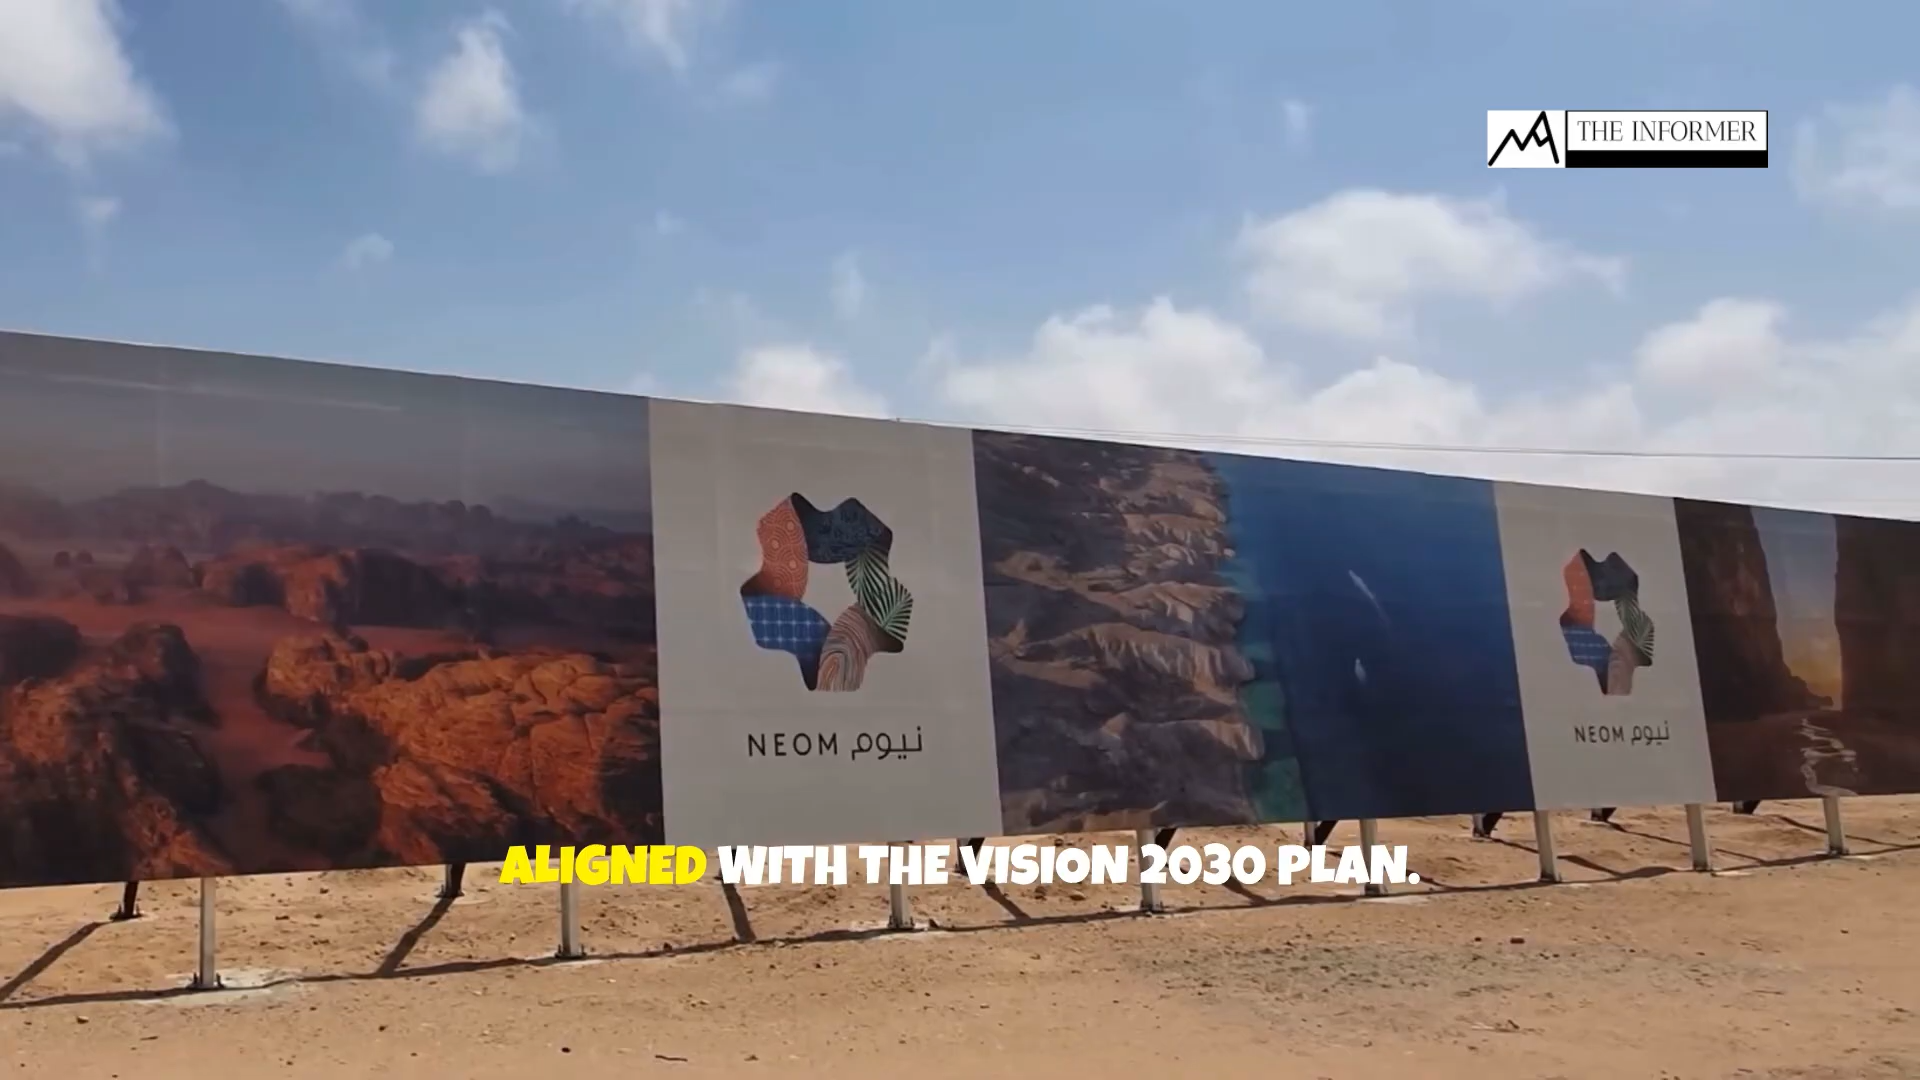 THE INFORMER
NEOM نيوم
NEOM نيوم
ALIGNED WITH THE VISION 2030 PLAN.